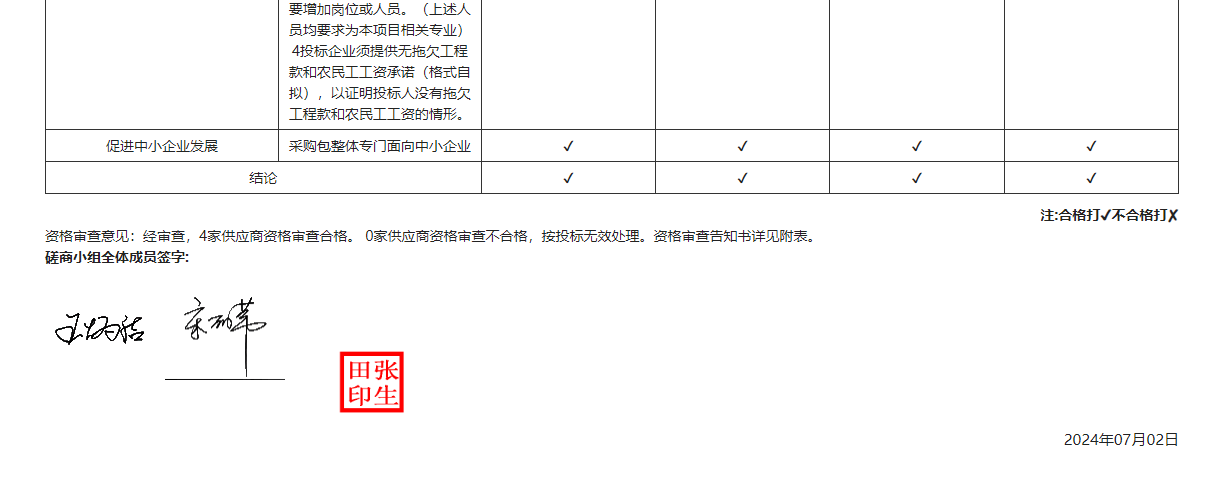 要增加岗位或人员。（上述人
员均要求为本项目相关专业）
4投标企业须提供无拖欠工程
款和农民工工资承诺（格式自
拟），以证明投标人没有拖欠
工程款和农民工工资的情形。
促进中小企业发展 采购包整体专门面向中小企业 ✓ ✓ ✓ ✓
结论 ✓ ✓ ✓ ✓
注:合格打✓不合格打✗
资格审查意见：经审查，4家供应商资格审查合格。 0家供应商资格审查不合格，按投标无效处理。资格审查告知书详见附表。
磋商小组全体成员签字:
张生
田印
2024年07月02日